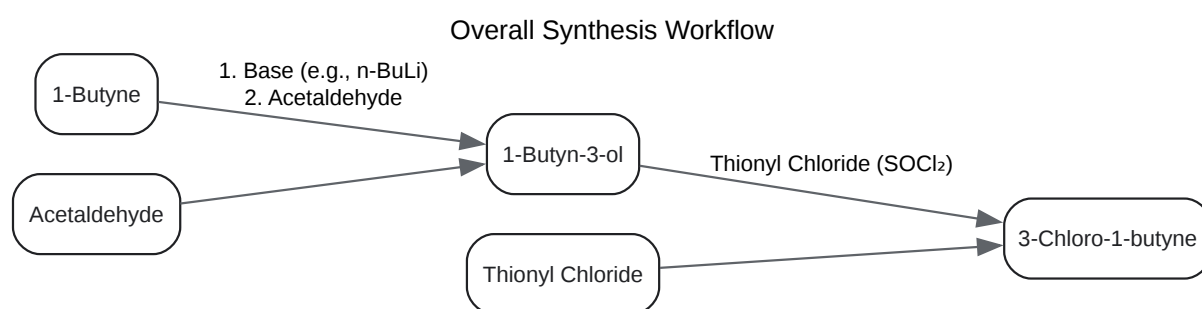 Overall Synthesis Workflow
1-Butyne
1. Base (e.g., n-BuLi)
2. Acetaldehyde
Acetaldehyde
1-Butyn-3-ol
Thionyl Chloride (SOCl₂)
Thionyl Chloride
3-Chloro-1-butyne